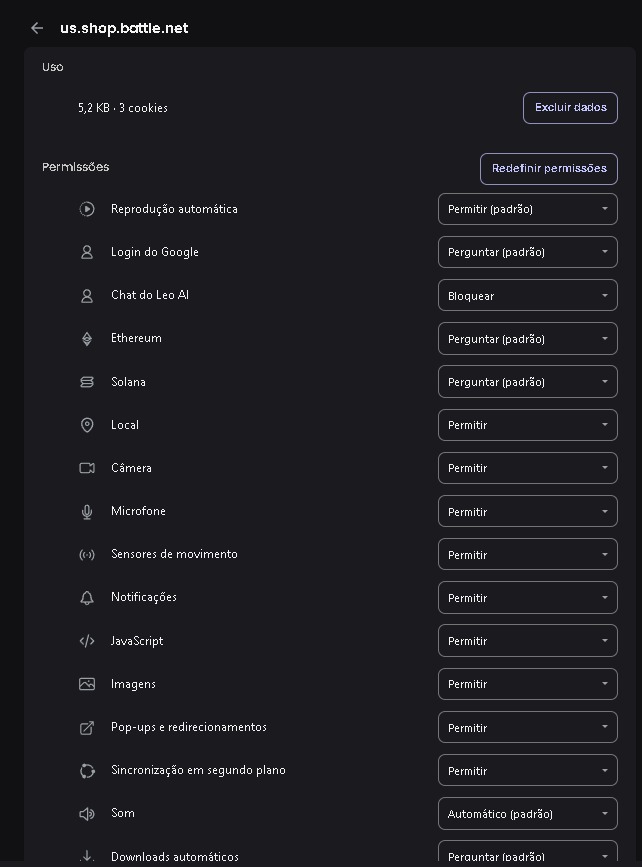 us.shop.battle.net
Uso
5,2 KB · 3 cookies
Excluir dados
Permissões
Redefinir permissões
Reprodução automática
Permitir (padrão)
Login do Google
Perguntar (padrão)
Chat do Leo AI
Bloquear
Ethereum
Perguntar (padrão)
Solana
Perguntar (padrão)
Local
Permitir
Câmera
Permitir
Microfone
Permitir
Sensores de movimento
Permitir
Notificações
Permitir
JavaScript
Permitir
Imagens
Permitir
Pop-ups e redirecionamentos
Permitir
Sincronização em segundo plano
Permitir
Som
Automático (padrão)
Downloads automáticos
Perguntar (padrão)